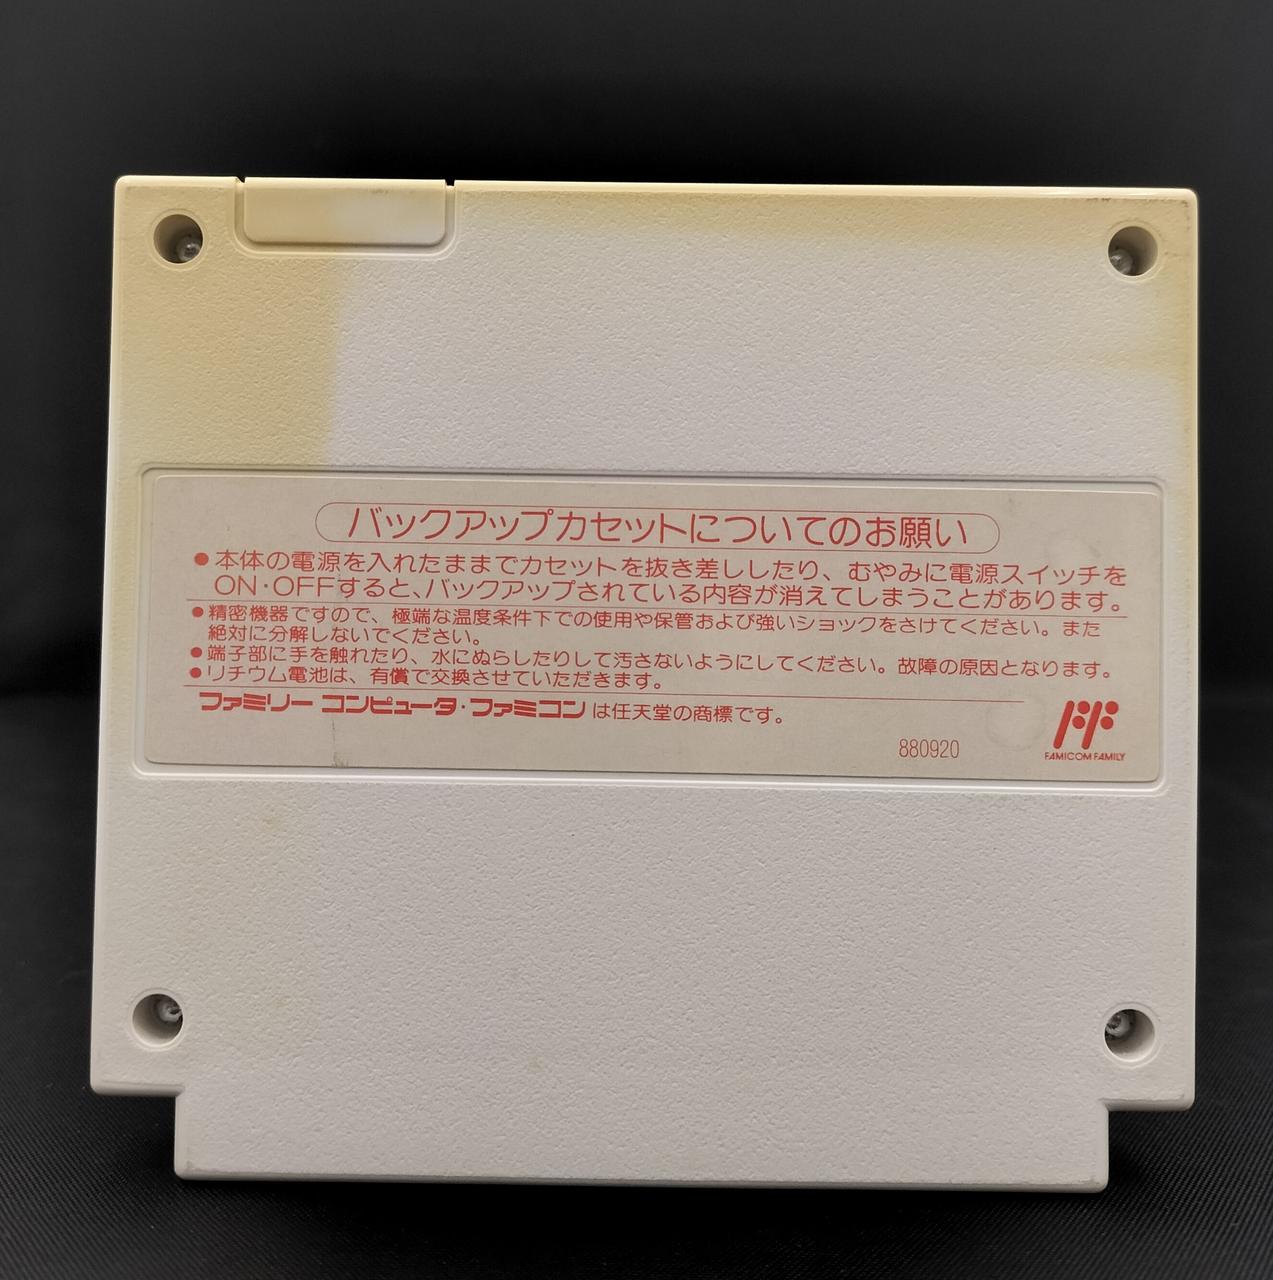 バックアップカセットについてのお願い
●本体の電源を入れたままでカセットを抜き差ししたり、むやみに電源スイッチを
ON・OFFすると、バックアップされている内容が消えてしまうことがあります。
●精密機器ですので、極端な温度条件下での使用や保管および強いショックをさけてください。また
絶対に分解しないでください。
●端子部に手を触れたり、水にぬらしたりして汚さないようにしてください。故障の原因となります。
●リチウム電池は、有償で交換させていただきます。
ファミリー コンピュータ・ファミコンは任天堂の商標です。
880920
FAMICOM FAMILY